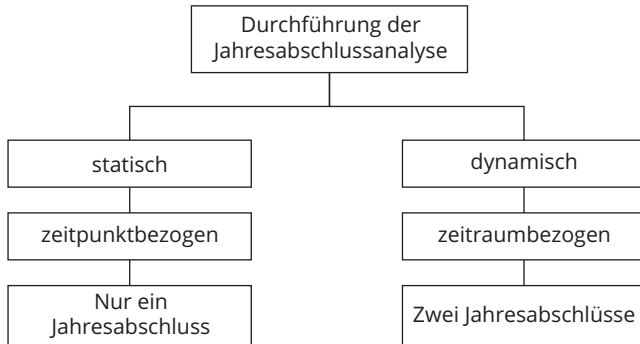 Durchführung der
Jahresabschlussanalyse
statisch
dynamisch
zeitpunktbezogen
zeitraumbezogen
Nur ein
Jahresabschluss
Zwei Jahresabschlüsse